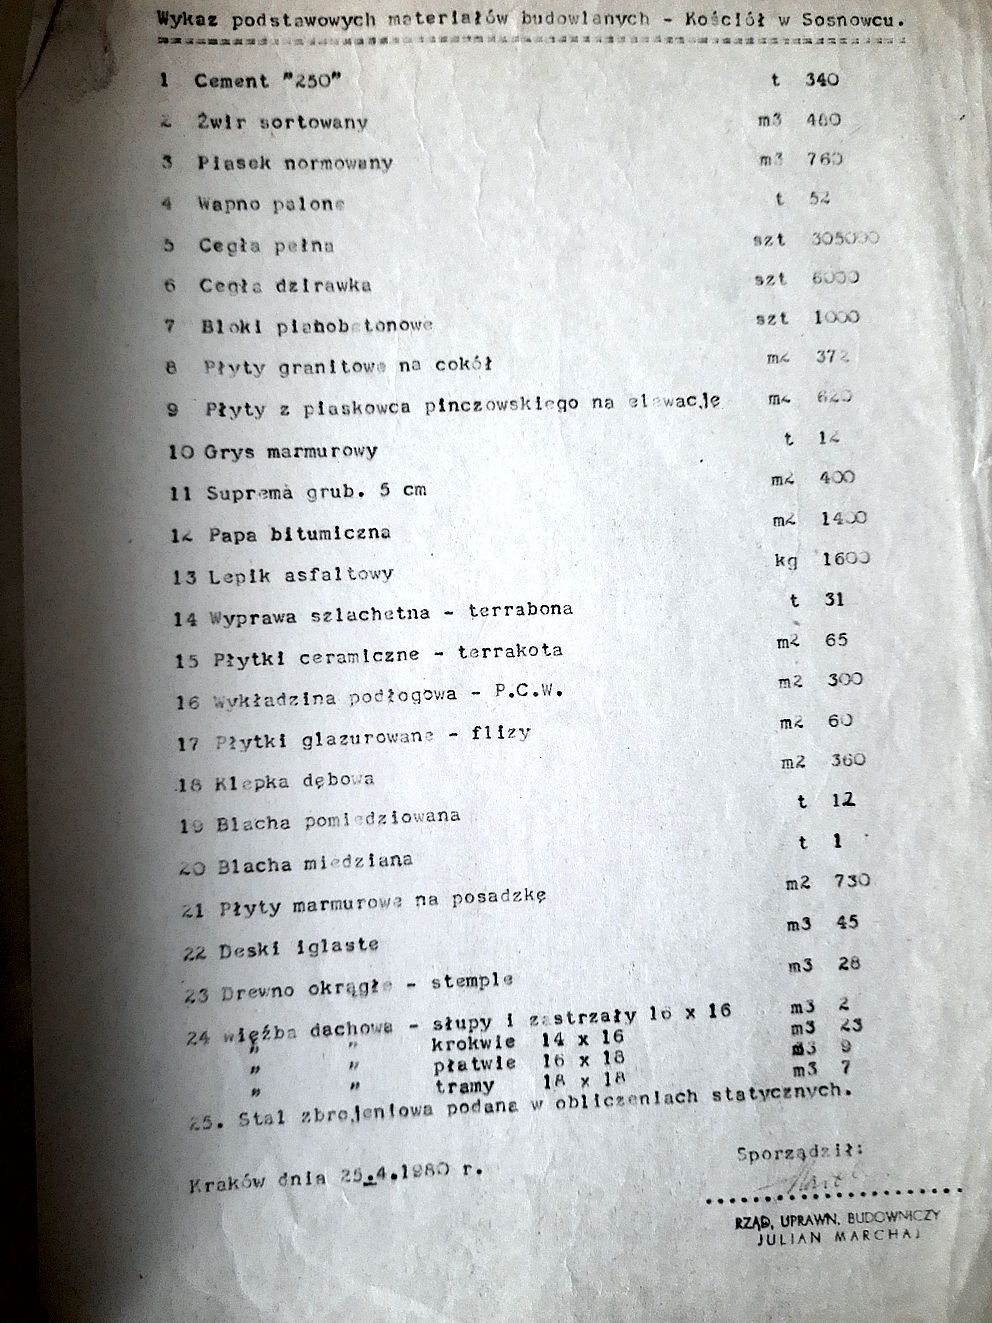 Wykaz podstawowych materiałów budowlanych - Kościół w Sosnowcu.
1 Cement "250" t 340
2 Żwir sortowany m3 480
3 Piasek normowany m3 760
4 Wapno palone t 52
5 Cegła pełna szt 305000
6 Cegła dzirawka szt 6000
7 Bloki pianobetonowe szt 1000
8 Płyty granitowe na cokół m2 372
9 Płyty z piaskowca pinczowskiego na elewację m2 620
10 Grys marmurowy t 12
11 Suprema grub. 5 cm m2 400
12 Papa bitumiczna m2 1400
13 Lepik asfaltowy kg 1600
14 Wyprawa szlachetna - terrabona t 31
15 Płytki ceramiczne - terrakota m2 65
16 Wykładzina podłogowa - P.C.W. m2 300
17 Płytki glazurowane - flizy m2 60
18 Klepka dębowa m2 360
19 Blacha pomiedziowana t 12
20 Blacha miedziana t 1
21 Płyty marmurowe na posadzkę m2 730
22 Deski iglaste m3 45
23 Drewno okrągłe - stemple m3 28
24 więźba dachowa - słupy i zastrzały 16 x 16 m3 2
" " krokwie 14 x 16 m3 23
" " płatwie 16 x 18 m3 9
" " tramy 18 x 18 m3 7
25. Stal zbrojeniowa podana w obliczeniach statycznych.
Sporządził:
Kraków dnia 25.4.1980 r.
RZĄD. UPRAWN. BUDOWNICZY
JULIAN MARCHAJ